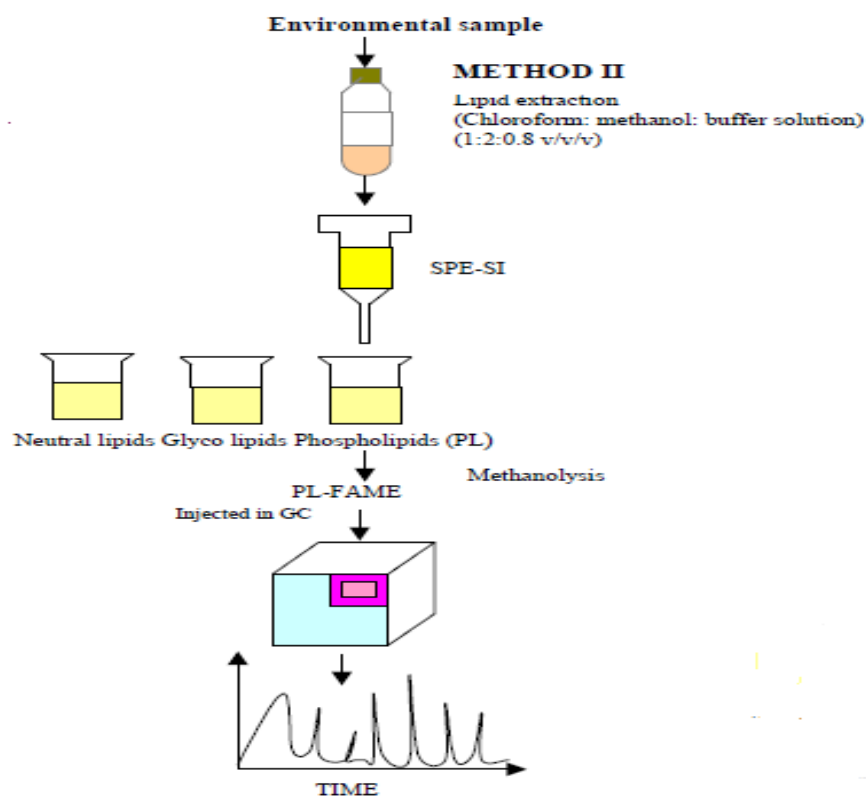 Environmental sample
METHOD II
Lipid extraction
(Chloroform: methanol: buffer solution)
(1:2:0.8 v/v/v)
SPE-SI
Neutral lipids Glyco lipids Phospholipids (PL)
Methanolysis
PL-FAME
Injected in GC
TIME